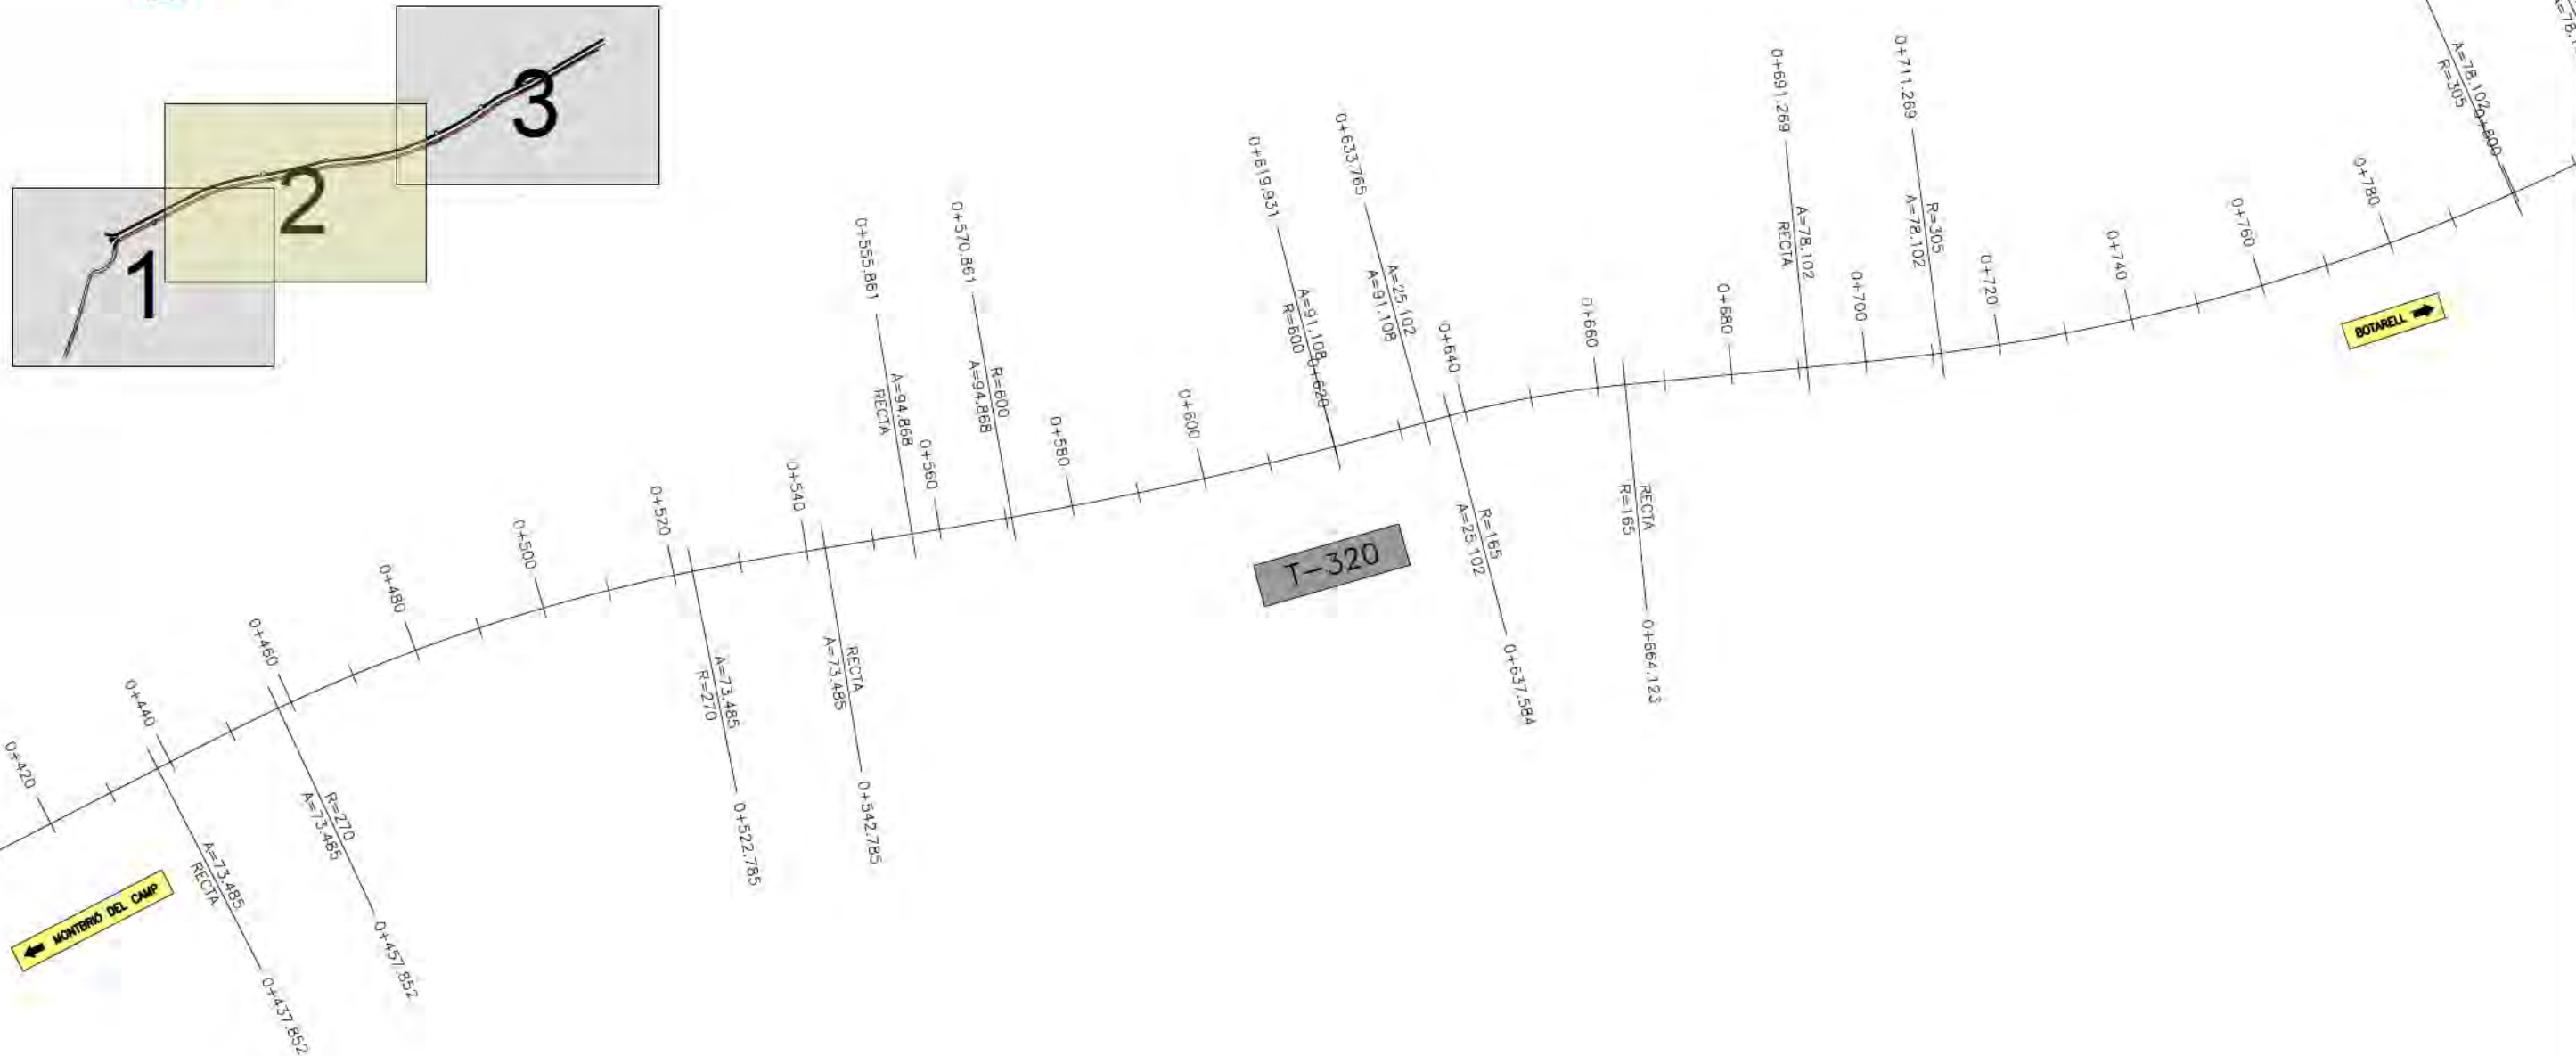 1
2
3
0+420
0+440
A=73.485
RECTA
0+437.852
0+460
R=270
A=73.485
0+457.852
0+480
0+500
0+520
A=73.485
R=270
0+522.785
0+540
RECTA
A=73.485
0+542.785
0+555.861
A=94.868
RECTA
0+560
0+570.861
R=600
A=94.868
0+580
0+600
0+619.931
A=91.108
R=600
0+620
0+633.765
A=25.102
A=91.108
0+640
R=165
A=25.102
0+637.584
0+660
RECTA
R=165
0+664.123
0+680
0+691.269
A=78.102
RECTA
0+700
0+711.269
R=305
A=78.102
0+720
0+740
0+760
0+780
A=78.102
R=305
0+800
T-320
MONTBRIÓ DEL CAMP
BOTARELL